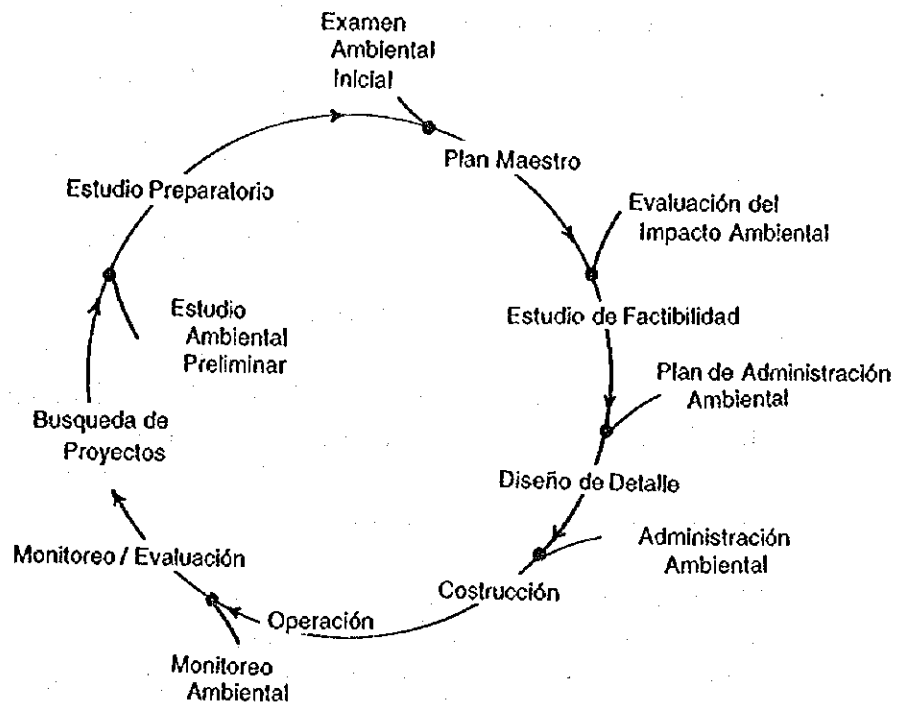 Examen
Ambiental
Inicial
Plan Maestro
Estudio Preparatorio
Evaluación del
Impacto Ambiental
Estudio
Ambiental
Preliminar
Estudio de Factibilidad
Plan de Administración
Ambiental
Busqueda de
Proyectos
Diseño de Detalle
Administración
Ambiental
Monitoreo / Evaluación
Costrucción
Operación
Monitoreo
Ambiental